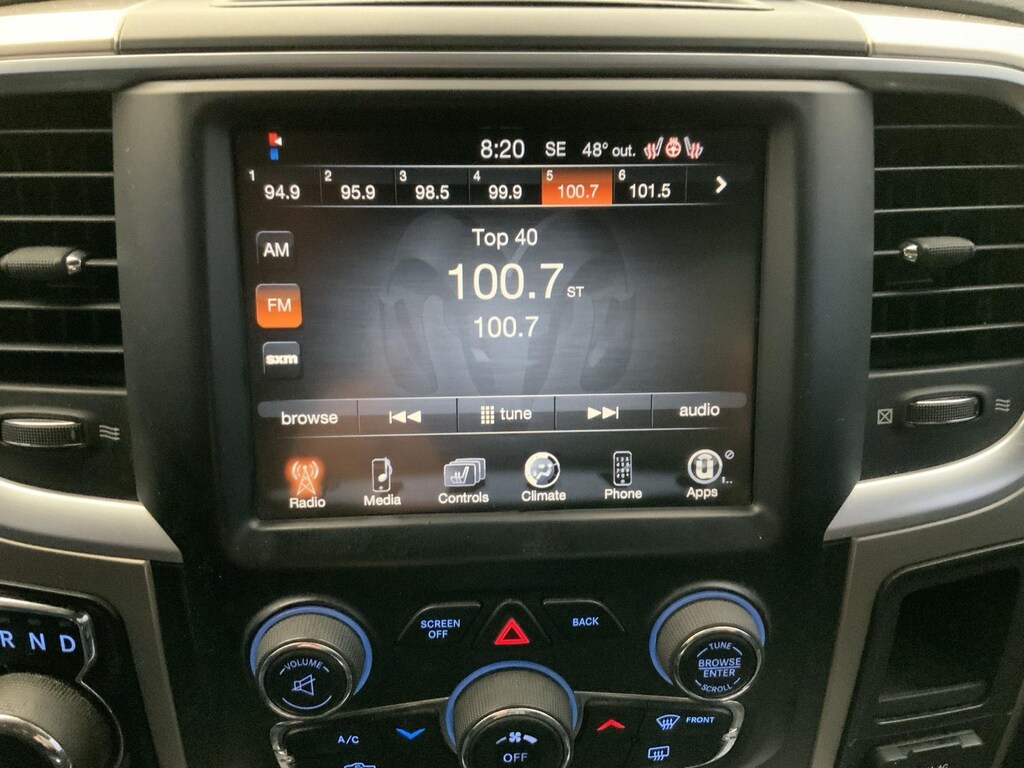 8:20 SE 48° out.
1 94.9 2 95.9 3 98.5 4 99.9 5 100.7 6 101.5
AM
Top 40
100.7 ST
FM
100.7
sxm
browse tune audio
Radio Media Controls Climate Phone Apps
SCREEN OFF
BACK
R N D
VOLUME
TUNE
BROWSE
ENTER
SCROLL
A/C
FRONT
OFF